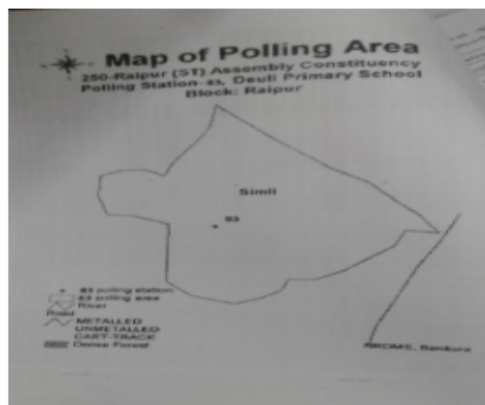 Map of Polling Area
250-Raipur (ST) Assembly Constituency
Polling Station-83, Deuli Primary School
Block: Raipur
Simli
83
83 polling station
83 polling area
River
Road
METALLED
UNMETALLED
CART-TRACK
Dense Forest
NRDMS, Bankura